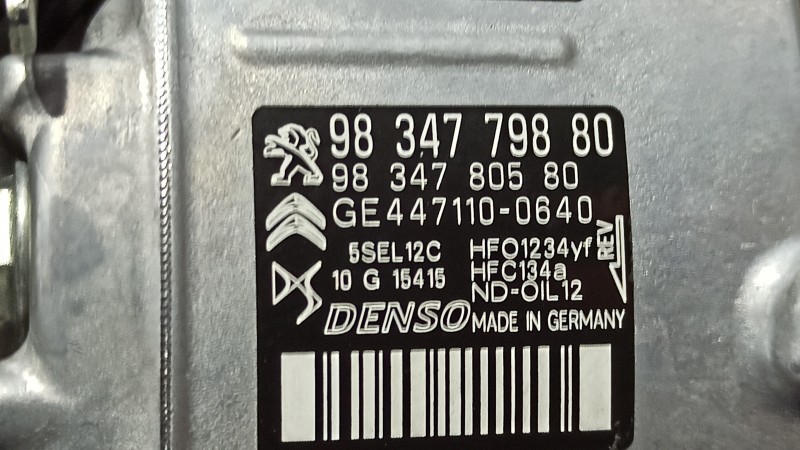 98 347 798 80
98 347 805 80
GE447110-0640
5SEL12C
10 G 15415
HFO1234yf
HFC134a
ND-OIL12
REV
DENSO MADE IN GERMANY